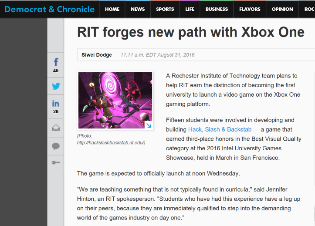 Democrat & Chronicle HOME NEWS SPORTS LIFE BUSINESS FLAVORS OPINION
RIT forges new path with Xbox One
Biwei Dodge 11:11 a.m. EDT August 31, 2016
A Rochester Institute of Technology team plans to
help RIT earn the distinction of becoming the first
university to launch a video game on the Xbox One
gaming platform.
Fifteen students were involved in developing and
building Hack, Slash & Backstab a game that
earned third-place honors in the Best Visual Quality
category at the 2016 Intel University Games
Showcase, held in March in San Francisco.
(Photo:
The game is expected to officially launch at noon Wednesday.
"We are teaching something that is not typically found in curricula," said Jennifer
Hinton, an RIT spokesperson. "Students who have had this experience have a leg up
on their peers, because they are immediately qualified to step into the demanding
world of the games industry on day one."